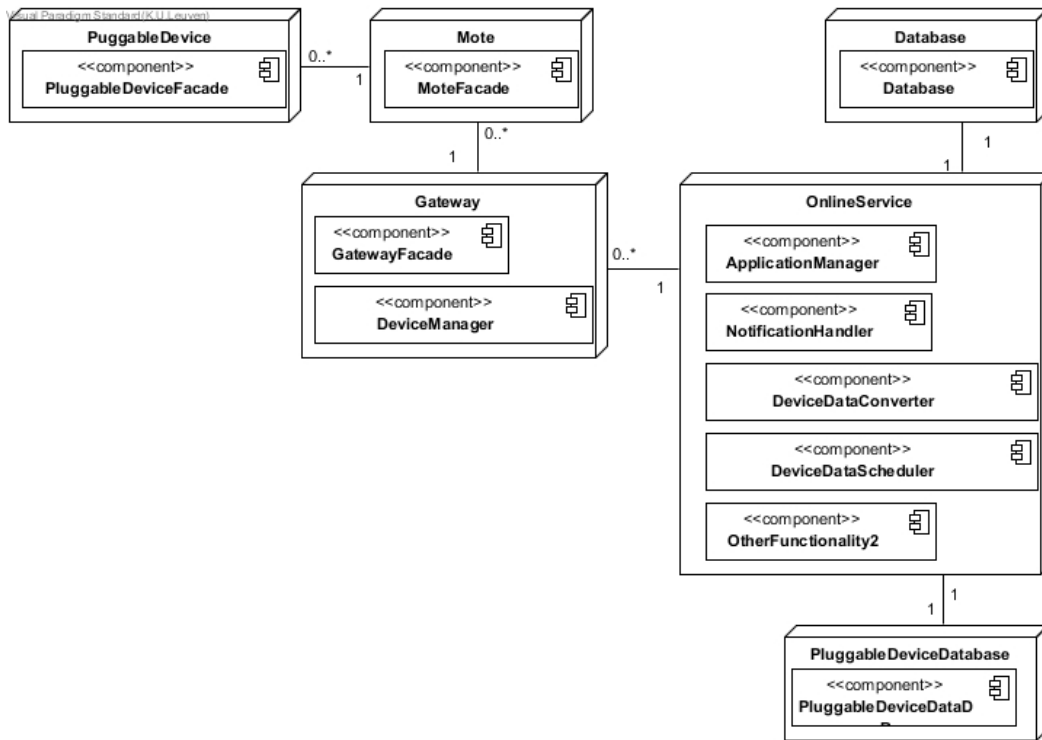 Visual Paradigm Standard(K.U.Leuven)
PuggableDevice
<<component>>
PluggableDeviceFacade
0..*
1
Mote
<<component>>
MoteFacade
0..*
1
Database
<<component>>
Database
1
1
Gateway
<<component>>
GatewayFacade
<<component>>
DeviceManager
0..*
1
OnlineService
<<component>>
ApplicationManager
<<component>>
NotificationHandler
<<component>>
DeviceDataConverter
<<component>>
DeviceDataScheduler
<<component>>
OtherFunctionality2
1
1
PluggableDeviceDatabase
<<component>>
PluggableDeviceDataD